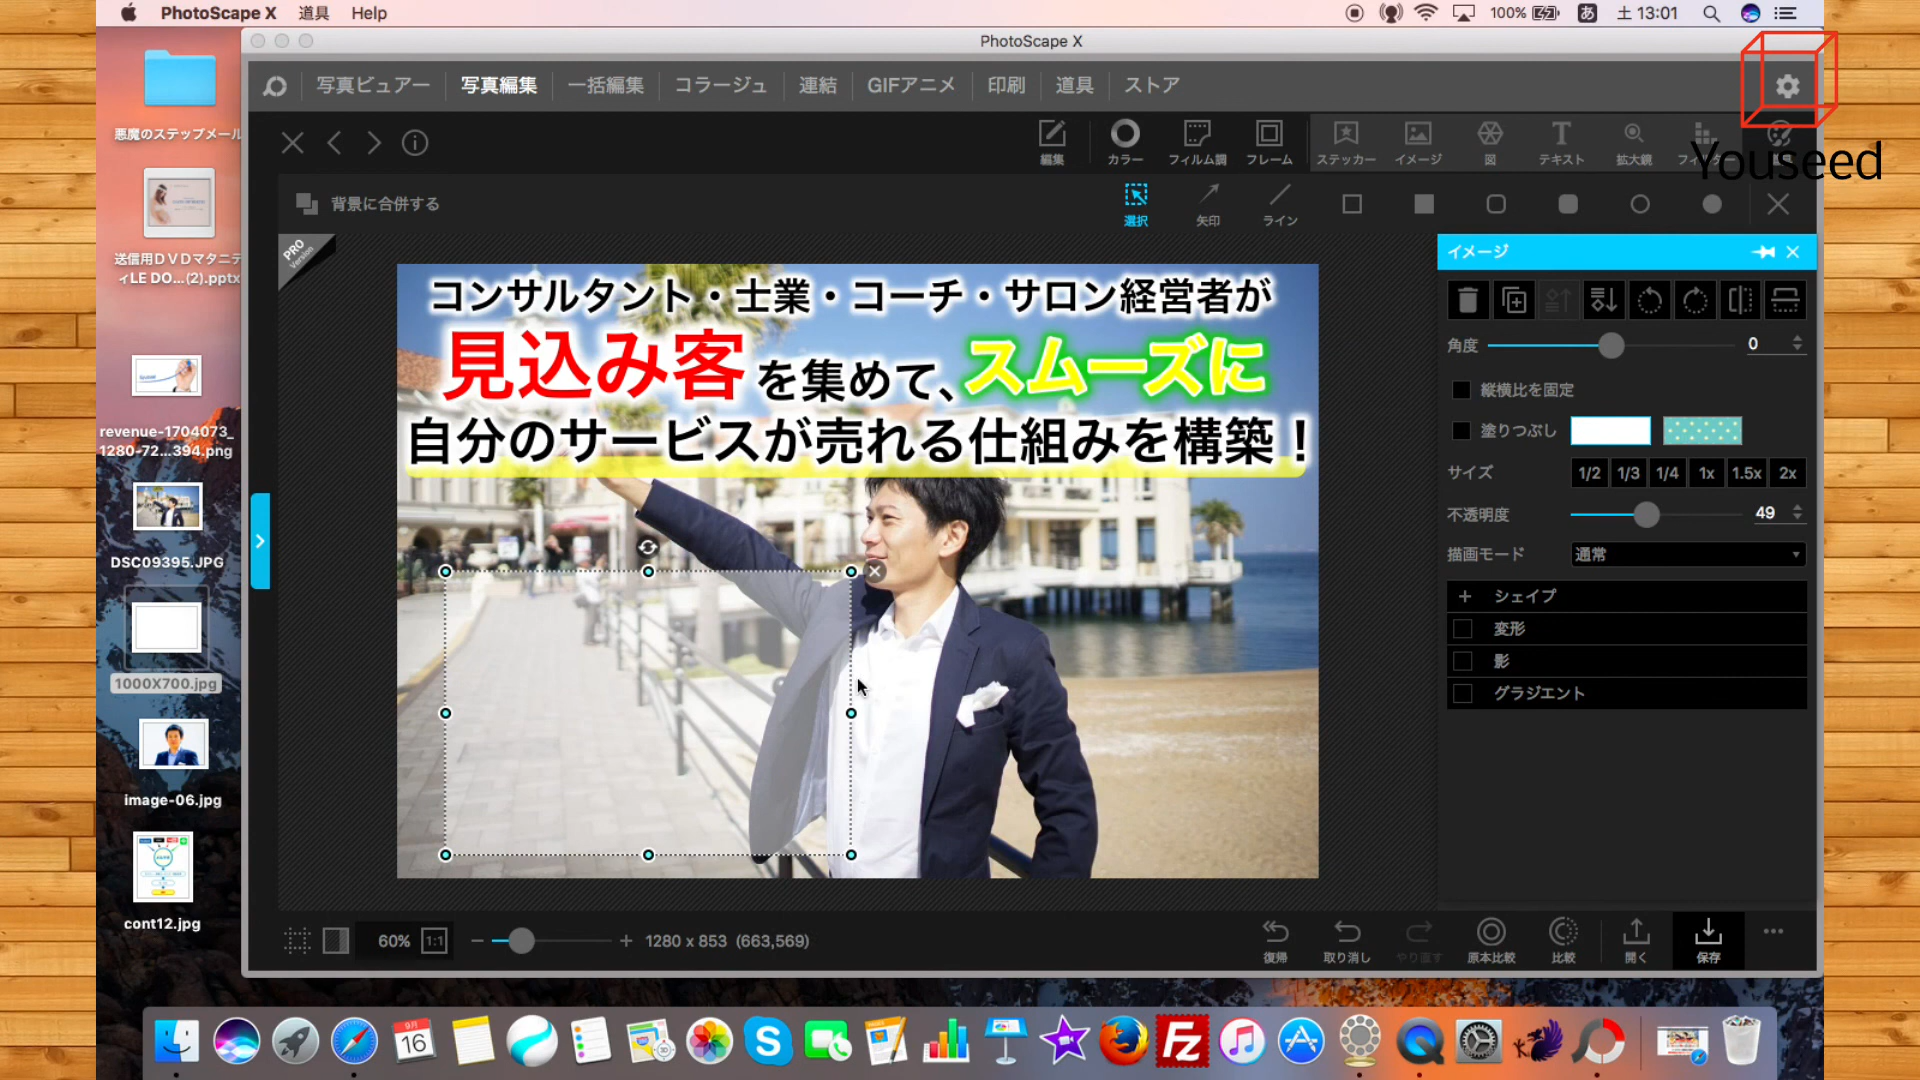 PhotoScape X 道具 Help 100% あ 土 13:01
PhotoScape X
写真ビュアー 写真編集 一括編集 コラージュ 連結 GIFアニメ 印刷 道具 ストア
Youseed
編集 カラー フィルム調 フレーム ステッカー イメージ 図 テキスト 拡大鏡
背景に合併する 選択 矢印 ライン
PRO
Version
イメージ
角度 0
縦横比を固定
塗りつぶし
サイズ 1/2 1/3 1/4 1x 1.5x 2x
不透明度 49
描画モード 通常
シェイプ
変形
影
グラジエント
コンサルタント・士業・コーチ・サロン経営者が
見込み客を集めて、スムーズに
自分のサービスが売れる仕組みを構築！
悪魔のステップメール
送信用ＤＶＤマタニテ
ィLE DO...(2).pptx
revenue-1704073_
1280-72...394.png
DSC09395.JPG
1000X700.jpg
image-06.jpg
cont12.jpg
60% 1:1 1280 x 853 (663,569)
復帰 取り消し やり直す 原本比較 比較 開く 保存
9月
16